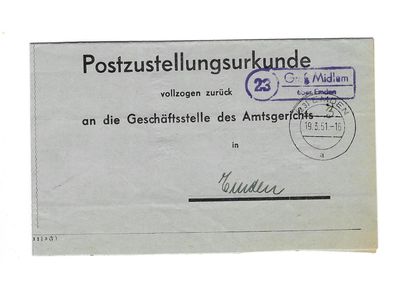 Postzustellungsurkunde
23 Groß Midlum
über Emden
vollzogen zurück
EMDEN
an die Geschäftsstelle des Amtsgerichts
19.3.51.-16
a
in
Emden